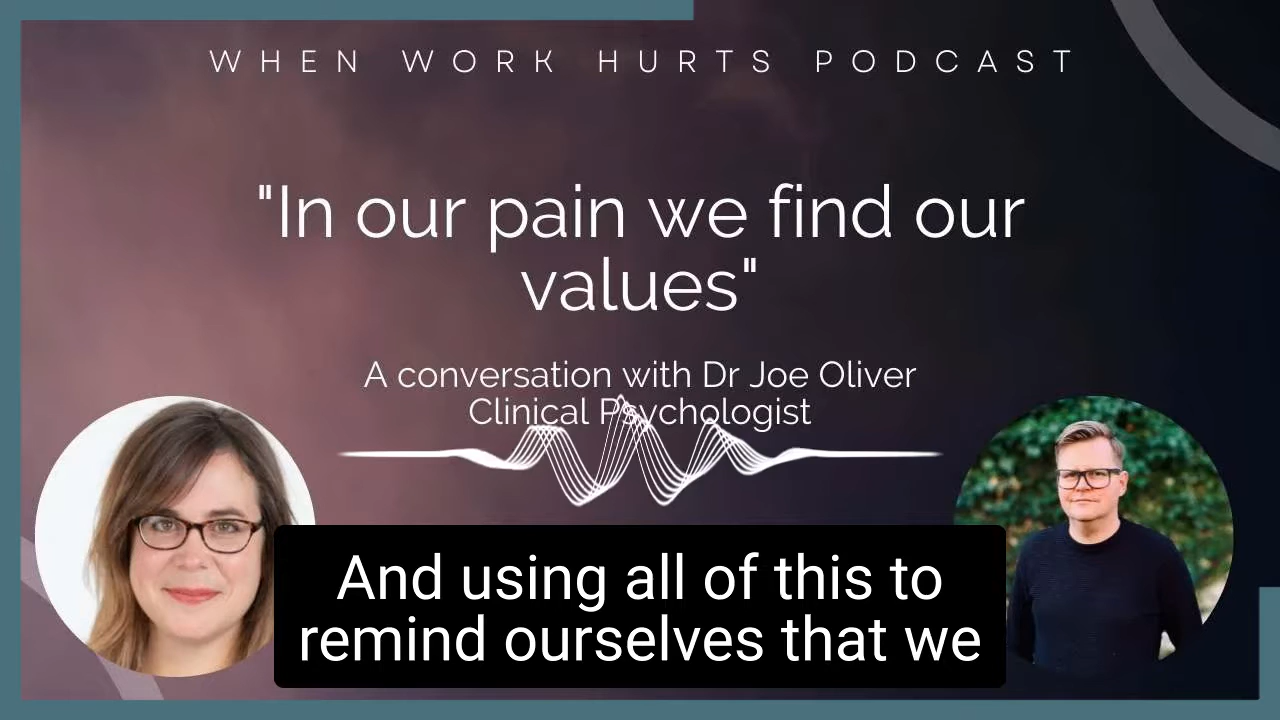 WHEN WORK HURTS PODCAST
"In our pain we find our
values"
A conversation with Dr Joe Oliver
Clinical Psychologist
And using all of this to
remind ourselves that we